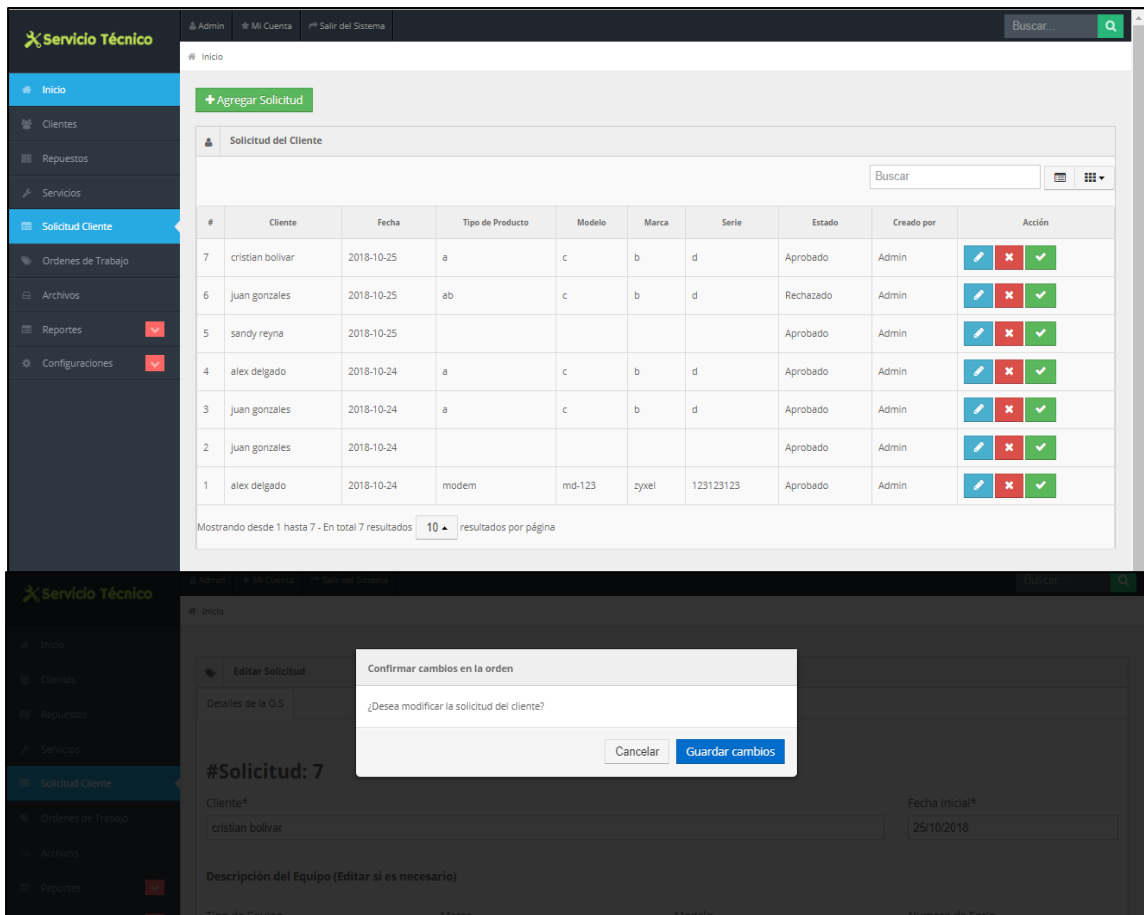 Servicio Técnico
Admin Mi Cuenta Salir del Sistema Buscar...
Inicio
Inicio
Clientes
Repuestos
Servicios
Solicitud Cliente
Ordenes de Trabajo
Archivos
Reportes
Configuraciones
Agregar Solicitud
Solicitud del Cliente
Buscar
# Cliente Fecha Tipo de Producto Modelo Marca Serie Estado Creado por Acción
7 cristian bolivar 2018-10-25 a c b d Aprobado Admin
6 juan gonzales 2018-10-25 ab c b d Rechazado Admin
5 sandy reyna 2018-10-25 Aprobado Admin
4 alex delgado 2018-10-24 a c b d Aprobado Admin
3 juan gonzales 2018-10-24 a c b d Aprobado Admin
2 juan gonzales 2018-10-24 Aprobado Admin
1 alex delgado 2018-10-24 modem md-123 zyxel 123123123 Aprobado Admin
Mostrando desde 1 hasta 7 - En total 7 resultados 10 resultados por página
Servicio Técnico
Admin Mi Cuenta Salir del Sistema Buscar...
Inicio
Inicio
Clientes
Repuestos
Servicios
Solicitud Cliente
Ordenes de Trabajo
Archivos
Reportes
Editar Solicitud
Detalles de la O.S
Confirmar cambios en la orden
¿Desea modificar la solicitud del cliente?
Cancelar Guardar cambios
#Solicitud: 7
Cliente* Fecha Inicial*
cristian bolivar 25/10/2018
Descripción del Equipo (Editar si es necesario)
Tipo de Equipo Marca Modelo Numero de Serie